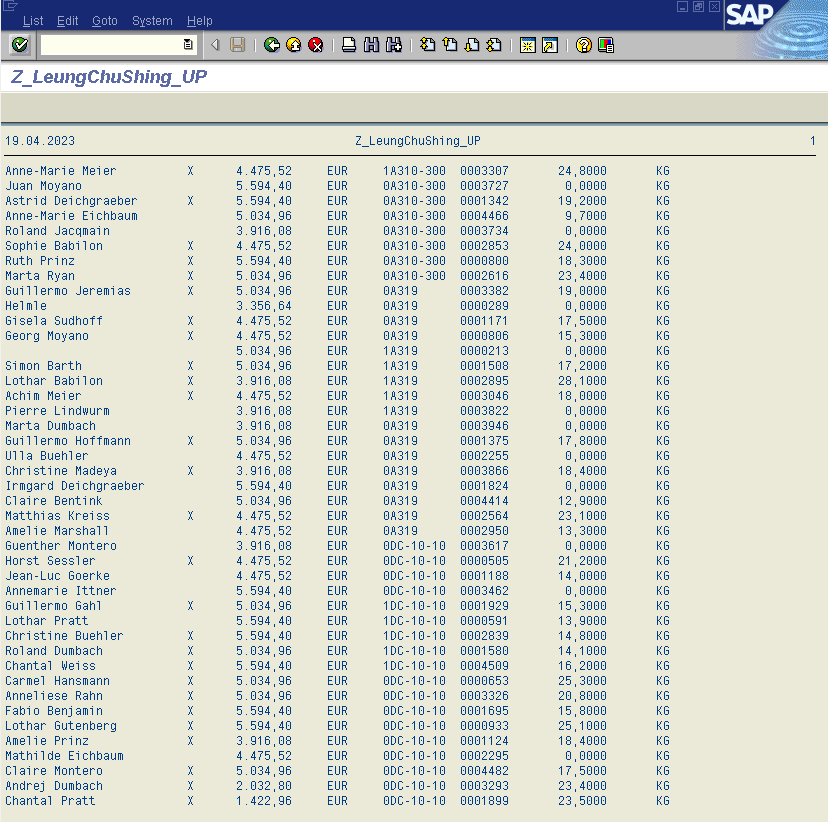 List Edit Goto System Help
SAP
Z_LeungChuShing_UP
19.04.2023 Z_LeungChuShing_UP 1
Anne-Marie Meier X 4.475,52 EUR 1A310-300 0003307 24,8000 KG
Juan Moyano 5.594,40 EUR 0A310-300 0003727 0,0000 KG
Astrid Deichgraeber X 5.594,40 EUR 0A310-300 0001342 19,2000 KG
Anne-Marie Eichbaum 5.034,96 EUR 0A310-300 0004466 9,7000 KG
Roland Jacqmain 3.916,08 EUR 0A310-300 0003734 0,0000 KG
Sophie Babilon X 4.475,52 EUR 0A310-300 0002853 24,0000 KG
Ruth Prinz X 5.594,40 EUR 0A310-300 0000800 18,3000 KG
Marta Ryan X 5.034,96 EUR 0A310-300 0002616 23,4000 KG
Guillermo Jeremias X 5.034,96 EUR 0A319 0003382 19,0000 KG
Helmle 3.356,64 EUR 0A319 0000289 0,0000 KG
Gisela Sudhoff X 4.475,52 EUR 0A319 0001171 17,5000 KG
Georg Moyano X 4.475,52 EUR 0A319 0000806 15,3000 KG
5.034,96 EUR 1A319 0000213 0,0000 KG
Simon Barth X 5.034,96 EUR 1A319 0001508 17,2000 KG
Lothar Babilon X 3.916,08 EUR 1A319 0002895 28,1000 KG
Achim Meier X 4.475,52 EUR 1A319 0003046 18,0000 KG
Pierre Lindwurm 3.916,08 EUR 1A319 0003822 0,0000 KG
Marta Dumbach 3.916,08 EUR 0A319 0003946 0,0000 KG
Guillermo Hoffmann X 5.034,96 EUR 0A319 0001375 17,8000 KG
Ulla Buehler 4.475,52 EUR 0A319 0002255 0,0000 KG
Christine Madeya X 3.916,08 EUR 0A319 0003866 18,4000 KG
Irmgard Deichgraeber 5.594,40 EUR 0A319 0001824 0,0000 KG
Claire Bentink 5.034,96 EUR 0A319 0004414 12,9000 KG
Matthias Kreiss X 4.475,52 EUR 0A319 0002564 23,1000 KG
Amelie Marshall 4.475,52 EUR 0A319 0002950 13,3000 KG
Guenther Montero 3.916,08 EUR 0DC-10-10 0003617 0,0000 KG
Horst Sessler X 4.475,52 EUR 0DC-10-10 0000505 21,2000 KG
Jean-Luc Goerke 4.475,52 EUR 0DC-10-10 0001188 14,0000 KG
Annemarie Ittner 5.594,40 EUR 0DC-10-10 0003462 0,0000 KG
Guillermo Gahl X 5.034,96 EUR 1DC-10-10 0001929 15,3000 KG
Lothar Pratt 5.594,40 EUR 1DC-10-10 0000591 13,9000 KG
Christine Buehler X 5.594,40 EUR 1DC-10-10 0002839 14,8000 KG
Roland Dumbach X 5.034,96 EUR 1DC-10-10 0001580 14,1000 KG
Chantal Weiss X 5.594,40 EUR 1DC-10-10 0004509 16,2000 KG
Carmel Hansmann X 5.034,96 EUR 0DC-10-10 0000653 25,3000 KG
Anneliese Rahn X 5.034,96 EUR 0DC-10-10 0003326 20,8000 KG
Fabio Benjamin X 5.594,40 EUR 0DC-10-10 0001695 15,8000 KG
Lothar Gutenberg X 5.594,40 EUR 0DC-10-10 0000933 25,1000 KG
Amelie Prinz X 3.916,08 EUR 0DC-10-10 0001124 18,4000 KG
Mathilde Eichbaum 4.475,52 EUR 0DC-10-10 0002295 0,0000 KG
Claire Montero X 5.034,96 EUR 0DC-10-10 0004482 17,5000 KG
Andrej Dumbach X 2.032,80 EUR 0DC-10-10 0003293 23,4000 KG
Chantal Pratt X 1.422,96 EUR 0DC-10-10 0001899 23,5000 KG